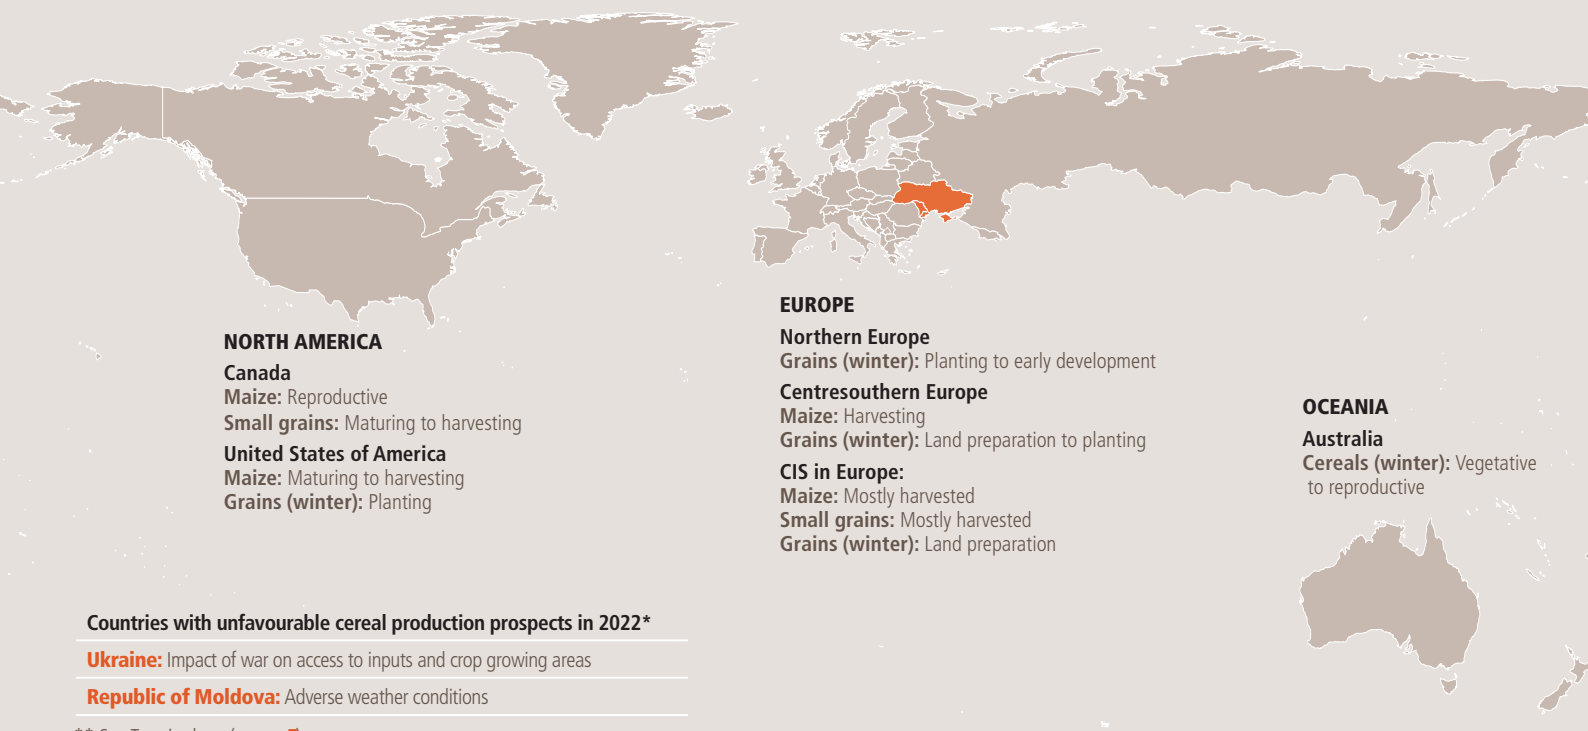 NORTH AMERICA
Canada
Maize: Reproductive
Small grains: Maturing to harvesting
United States of America
Maize: Maturing to harvesting
Grains (winter): Planting
EUROPE
Northern Europe
Grains (winter): Planting to early development
Centresouthern Europe
Maize: Harvesting
Grains (winter): Land preparation to planting
CIS in Europe:
Maize: Mostly harvested
Small grains: Mostly harvested
Grains (winter): Land preparation
OCEANIA
Australia
Cereals (winter): Vegetative
to reproductive
Countries with unfavourable cereal production prospects in 2022*
Ukraine: Impact of war on access to inputs and crop growing areas
Republic of Moldova: Adverse weather conditions